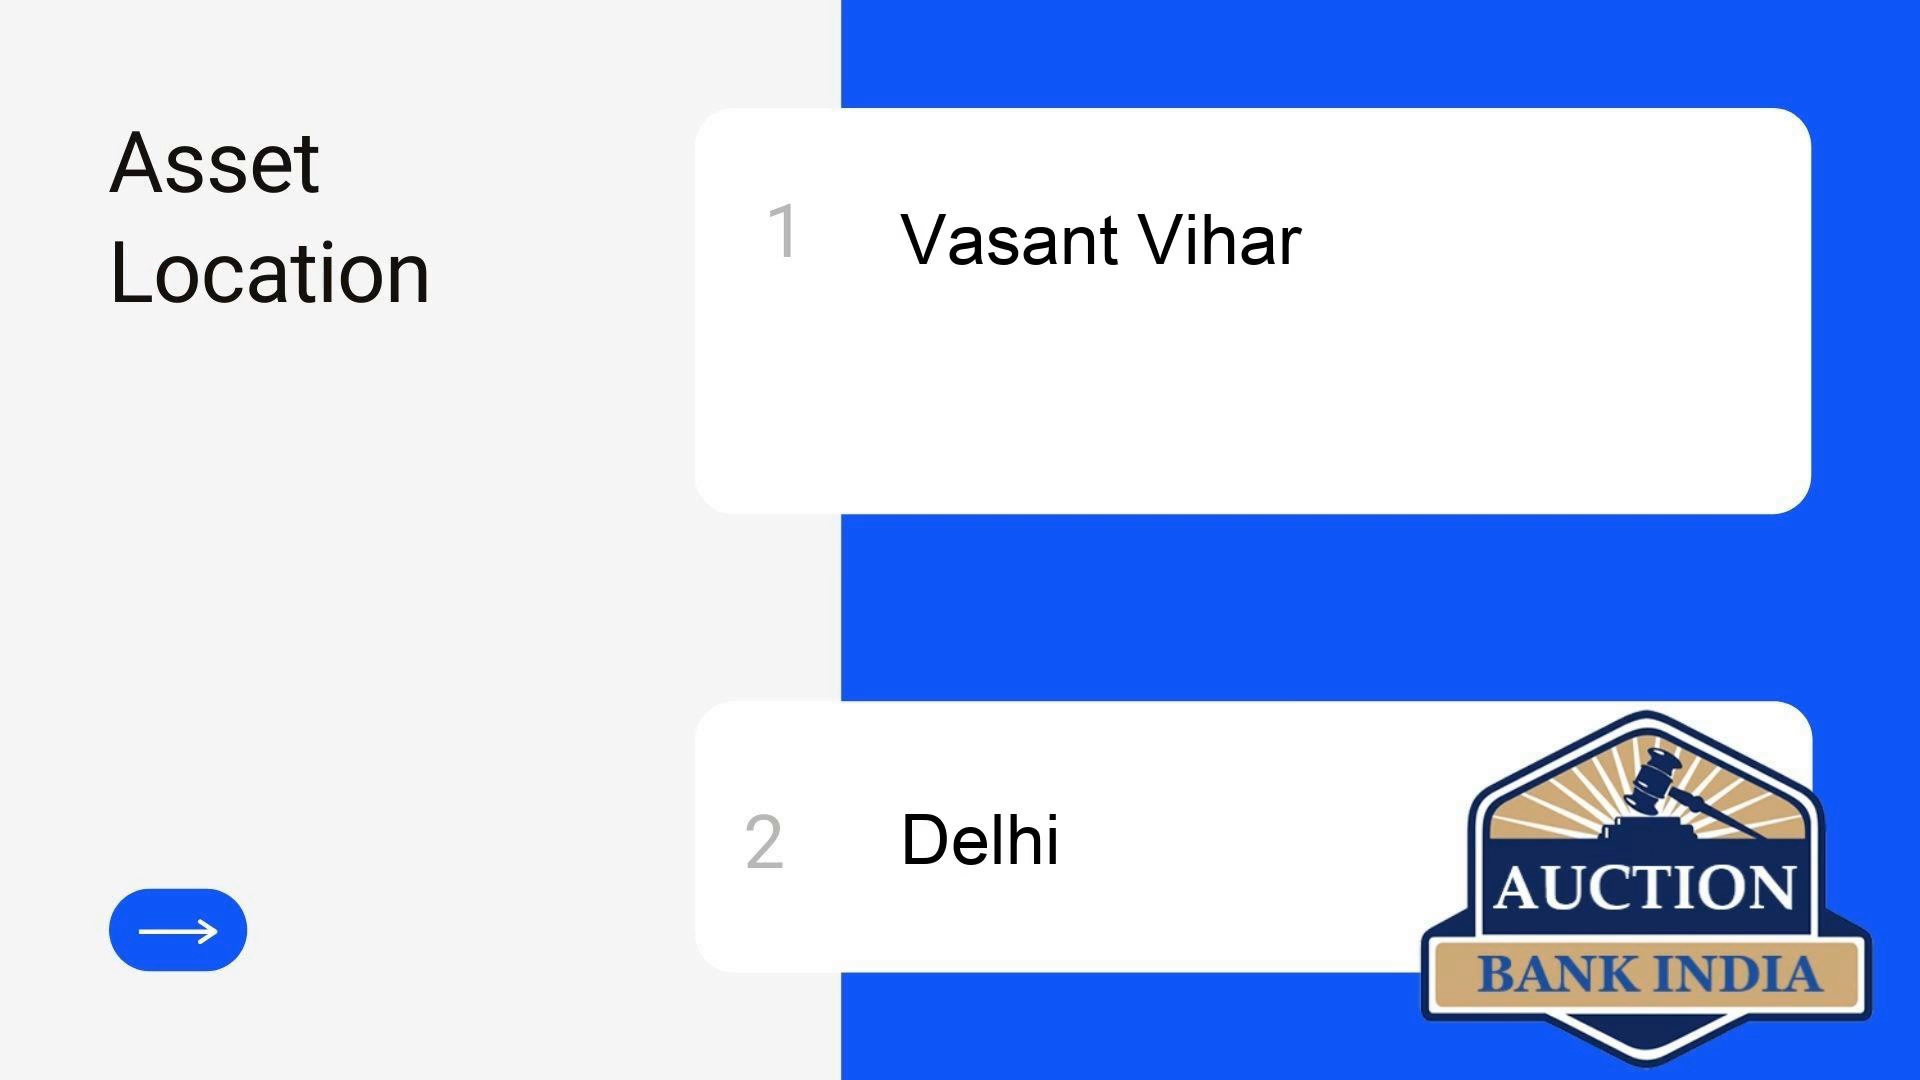 Asset
Location
1
Vasant Vihar
2
Delhi
AUCTION
BANK INDIA